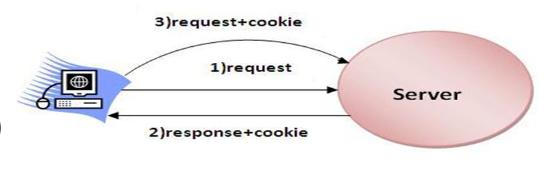 3)request+cookie
1)request
Server
2)response+cookie
)